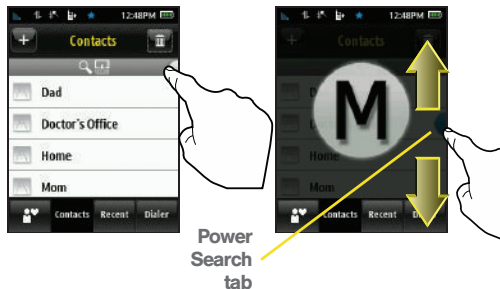 12:48PM
Contacts
Dad
Doctor's Office
Home
Mom
Contacts Recent Dialer
12:48PM
Contacts
M
Home
Mom
Contacts Recent Dialer
Power
Search
tab